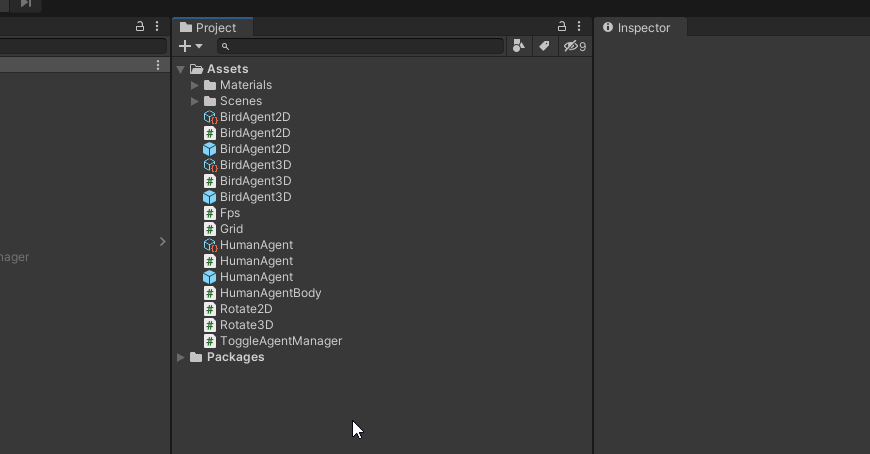 Project
Inspector
9
Assets
Materials
Scenes
BirdAgent2D
BirdAgent2D
BirdAgent2D
BirdAgent3D
BirdAgent3D
BirdAgent3D
Fps
Grid
HumanAgent
nager
HumanAgent
HumanAgent
HumanAgentBody
Rotate2D
Rotate3D
ToggleAgentManager
Packages